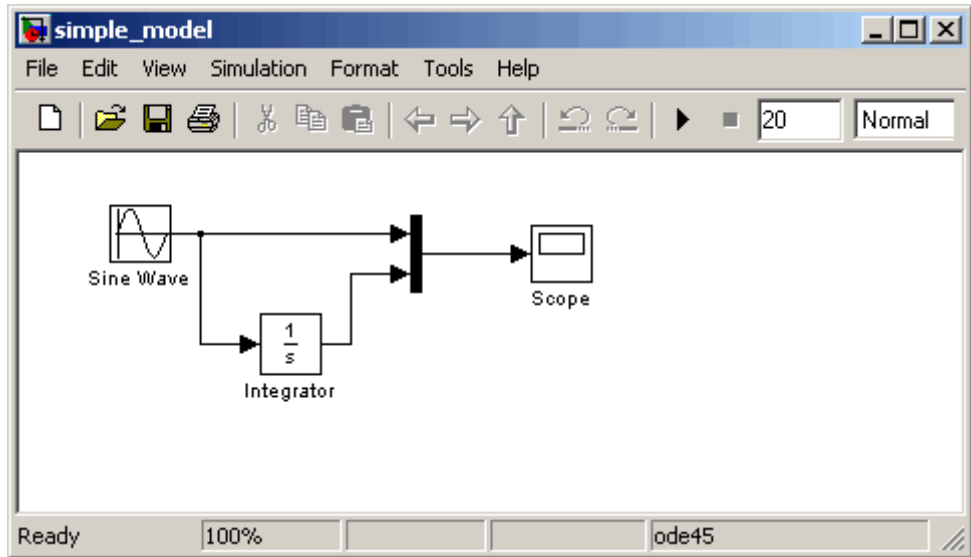 simple_model
File Edit View Simulation Format Tools Help
20 Normal
Sine Wave
Scope
1
s
Integrator
Ready 100% ode45